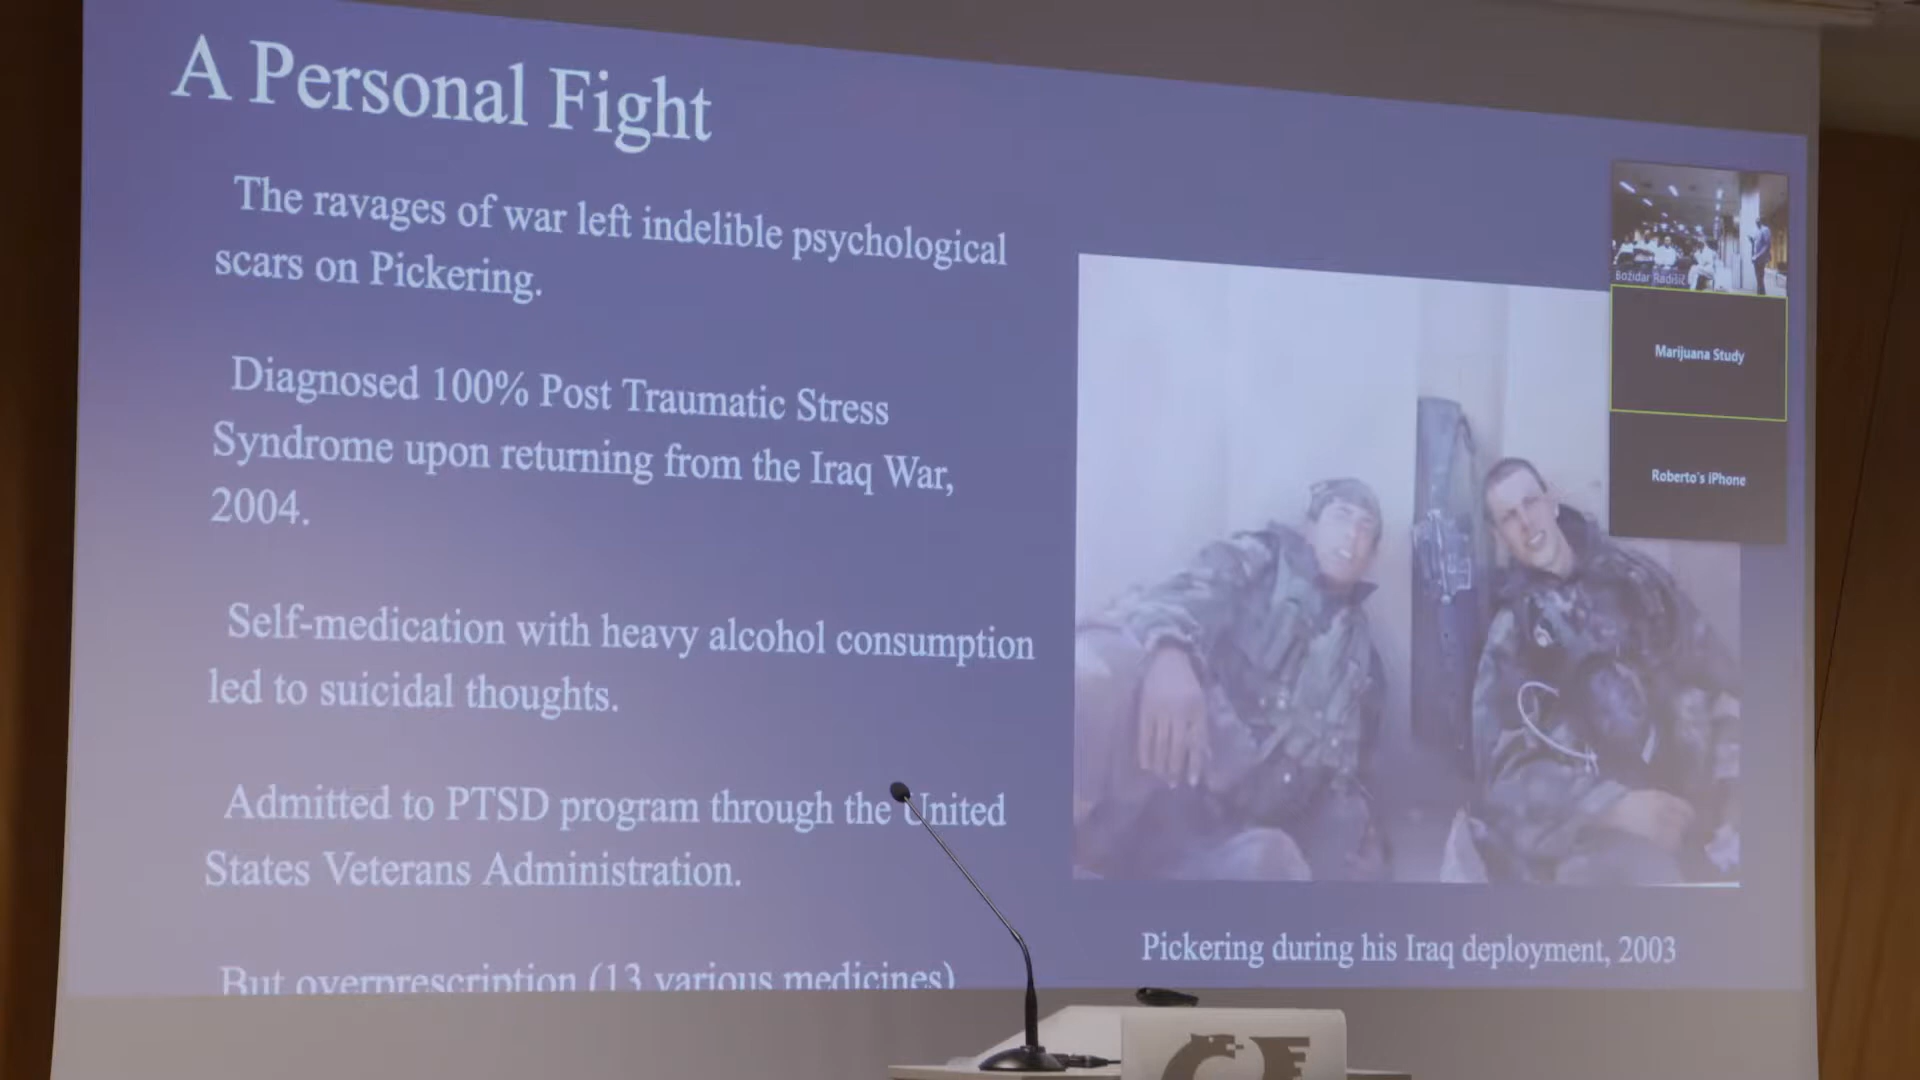 A Personal Fight
The ravages of war left indelible psychological
scars on Pickering.
Diagnosed 100% Post Traumatic Stress
Syndrome upon returning from the Iraq War,
2004.
Self-medication with heavy alcohol consumption
led to suicidal thoughts.
Admitted to PTSD program through the United
States Veterans Administration.
But overprescription (13 various medicines)
Božidar Radišič
Marijuana Study
Roberto's iPhone
Pickering during his Iraq deployment, 2003